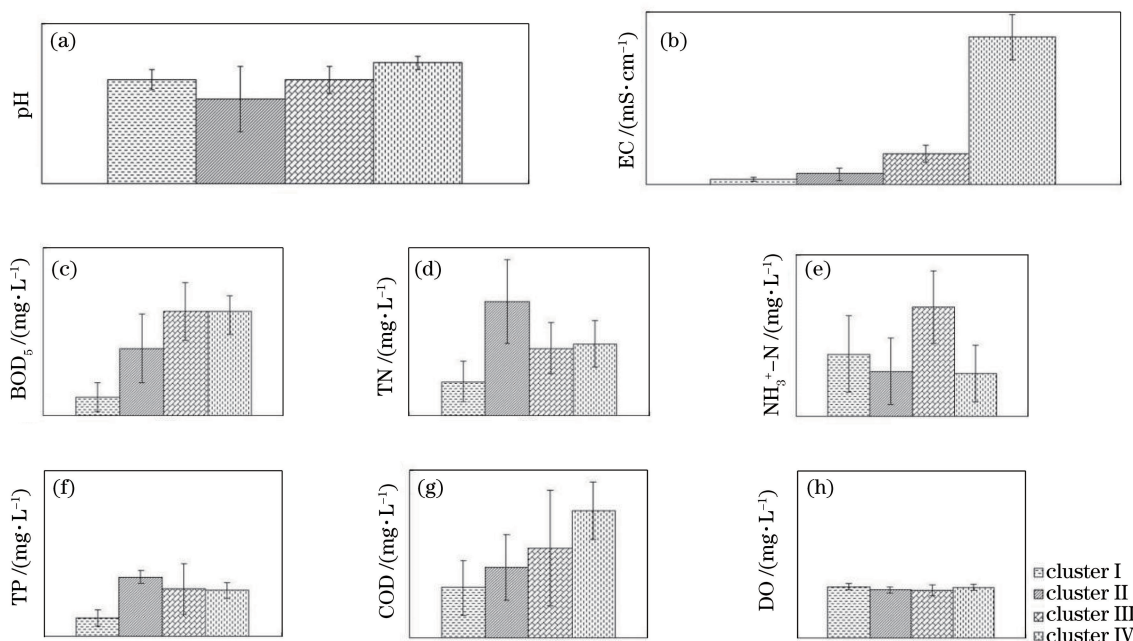 (a)
pH
(b)
EC /(mS·cm⁻¹)
(c)
BOD₅ /(mg·L⁻¹)
(d)
TN /(mg·L⁻¹)
(e)
NH₃⁺–N /(mg·L⁻¹)
(f)
TP /(mg·L⁻¹)
(g)
COD /(mg·L⁻¹)
(h)
DO /(mg·L⁻¹)
cluster I
cluster II
cluster III
cluster IV